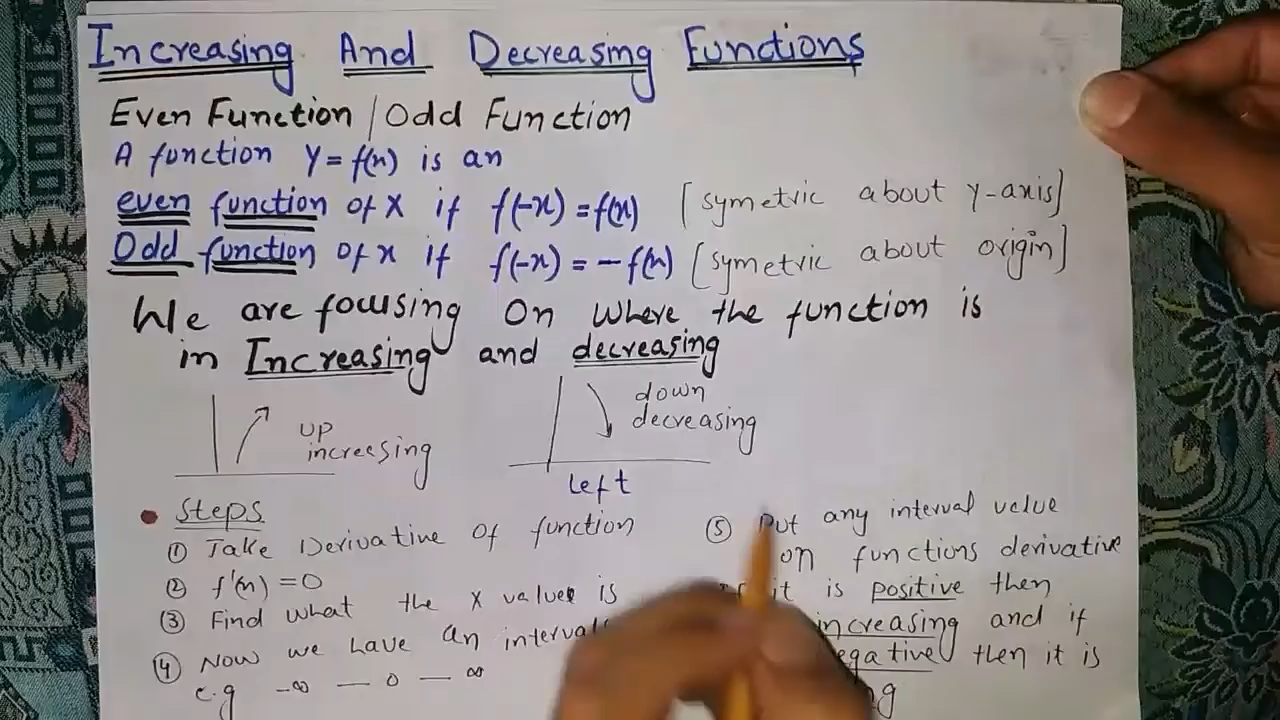 Increasing And Decreasing Functions
Even Function / Odd Function
A function Y = f(x) is an
even function of X if f(-x) = f(x) [symetric about Y-axis]
Odd function of x if f(-x) = -f(x) [symetric about origin]
We are focusing On where the function is
in Increasing and decreasing
up
increesing
down
decreasing
left
Steps
① Take Derivative of function
② f'(x) = 0
③ Find what the x values is
④ Now we have an interval
e.g -∞ — 0 — ∞
⑤ Put any interval value
on functions derivative
it is positive then
increasing and if
then it is